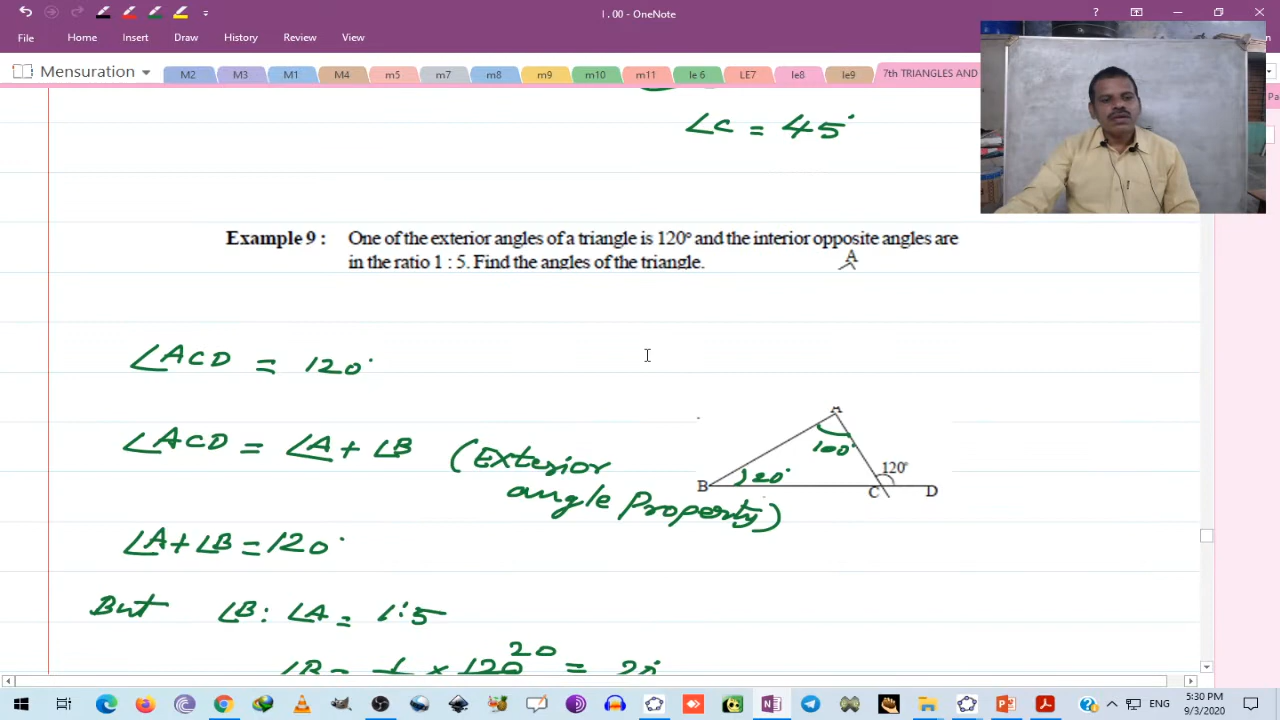 1.00 - OneNote
File Home Insert Draw History Review View
Mensuration M2 M3 M1 M4 m5 m7 m8 m9 m10 m11 le 6 LE7 le8 le9 7th TRIANGLES AND
Pa
∠C = 45°
Example 9 : One of the exterior angles of a triangle is 120° and the interior opposite angles are
in the ratio 1 : 5. Find the angles of the triangle.
A
∠ACD = 120°
A
100°
120°
B
C
D
∠ACD = ∠A + ∠B (Exterior
angle Property)
∠A + ∠B = 120°
But ∠B : ∠A = 1:5
20
∠B = 1 × 120 = 20°
ENG
5:30 PM
9/3/2020